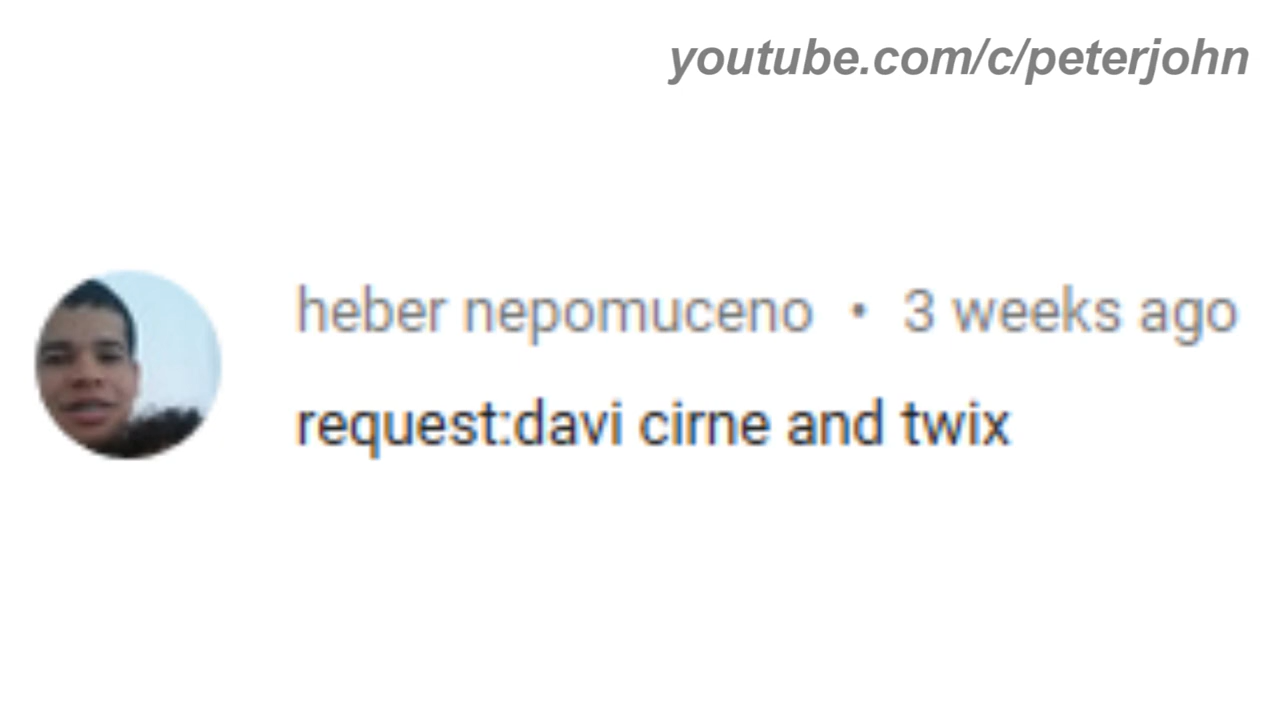 youtube.com/c/peterjohn
heber nepomuceno • 3 weeks ago
request:davi cirne and twix